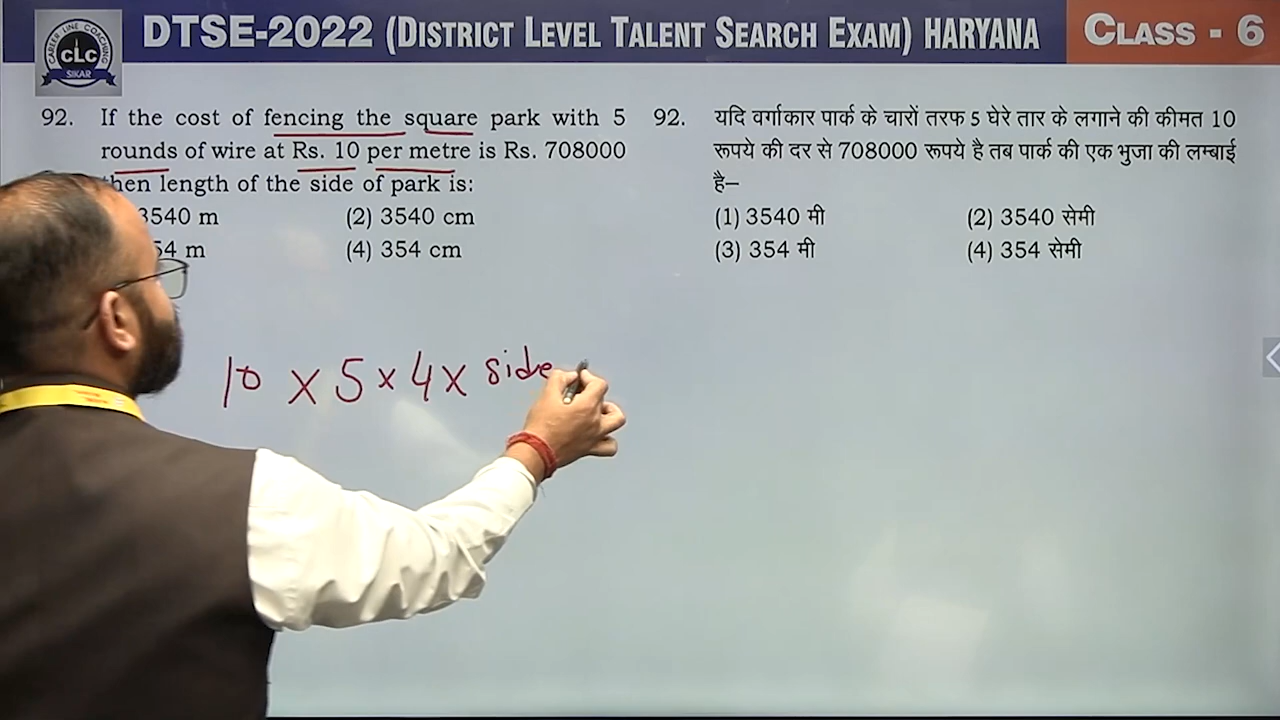 CAREER LINE COACHING
CLC
SIKAR
DTSE-2022 (DISTRICT LEVEL TALENT SEARCH EXAM) HARYANA
CLASS - 6
92. If the cost of fencing the square park with 5
rounds of wire at Rs. 10 per metre is Rs. 708000
then length of the side of park is:
3540 m (2) 3540 cm
54 m (4) 354 cm
92. यदि वर्गाकार पार्क के चारों तरफ 5 घेरे तार के लगाने की कीमत 10
रूपये की दर से 708000 रूपये है तब पार्क की एक भुजा की लम्बाई
है–
(1) 3540 मी (2) 3540 सेमी
(3) 354 मी (4) 354 सेमी
10 × 5 × 4 × side